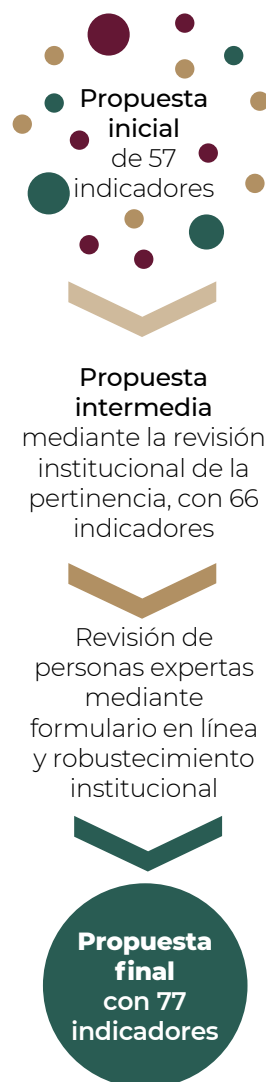 Propuesta
inicial
de 57
indicadores
Propuesta
intermedia
mediante la revisión
institucional de la
pertinencia, con 66
indicadores
Revisión de
personas expertas
mediante
formulario en línea
y robustecimiento
institucional
Propuesta
final
con 77
indicadores